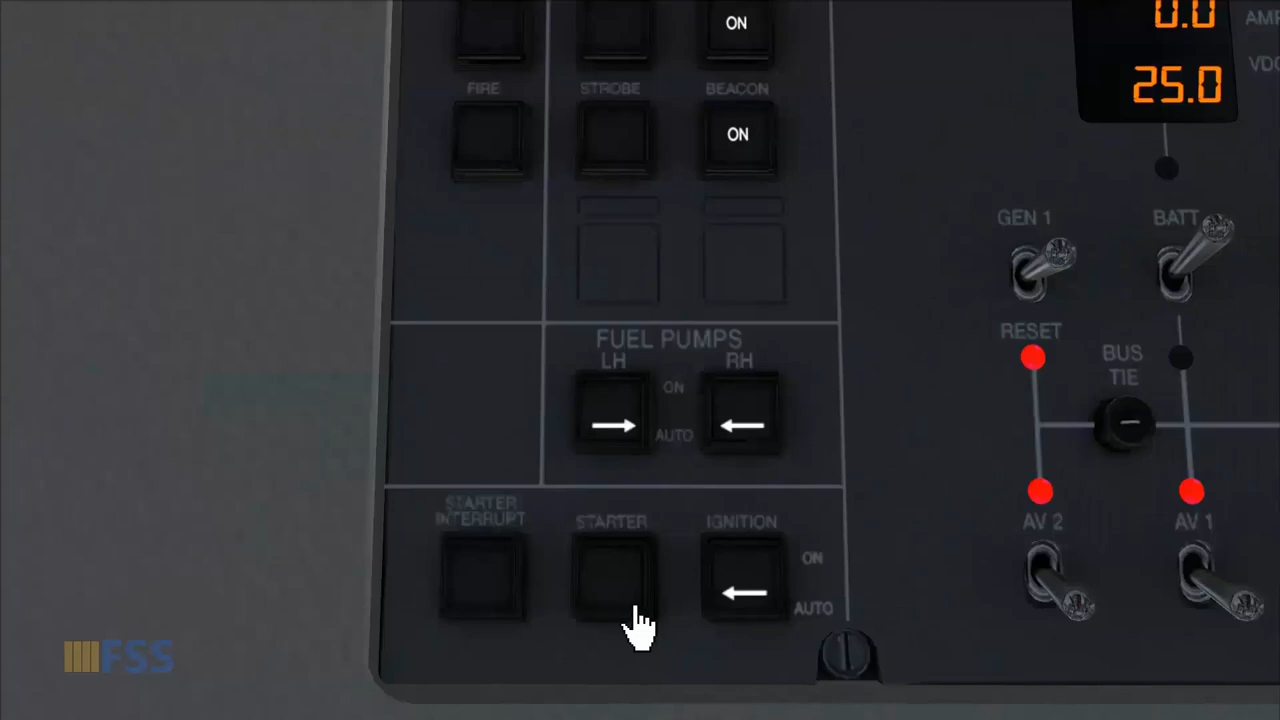 ON
0.0
AMP
FIRE
STROBE
BEACON
25.0
VDC
ON
GEN 1
BATT
FUEL PUMPS
LH
RH
RESET
ON
BUS
TIE
AUTO
STARTER
INTERRUPT
STARTER
IGNITION
AV 2
AV 1
ON
AUTO
FSS